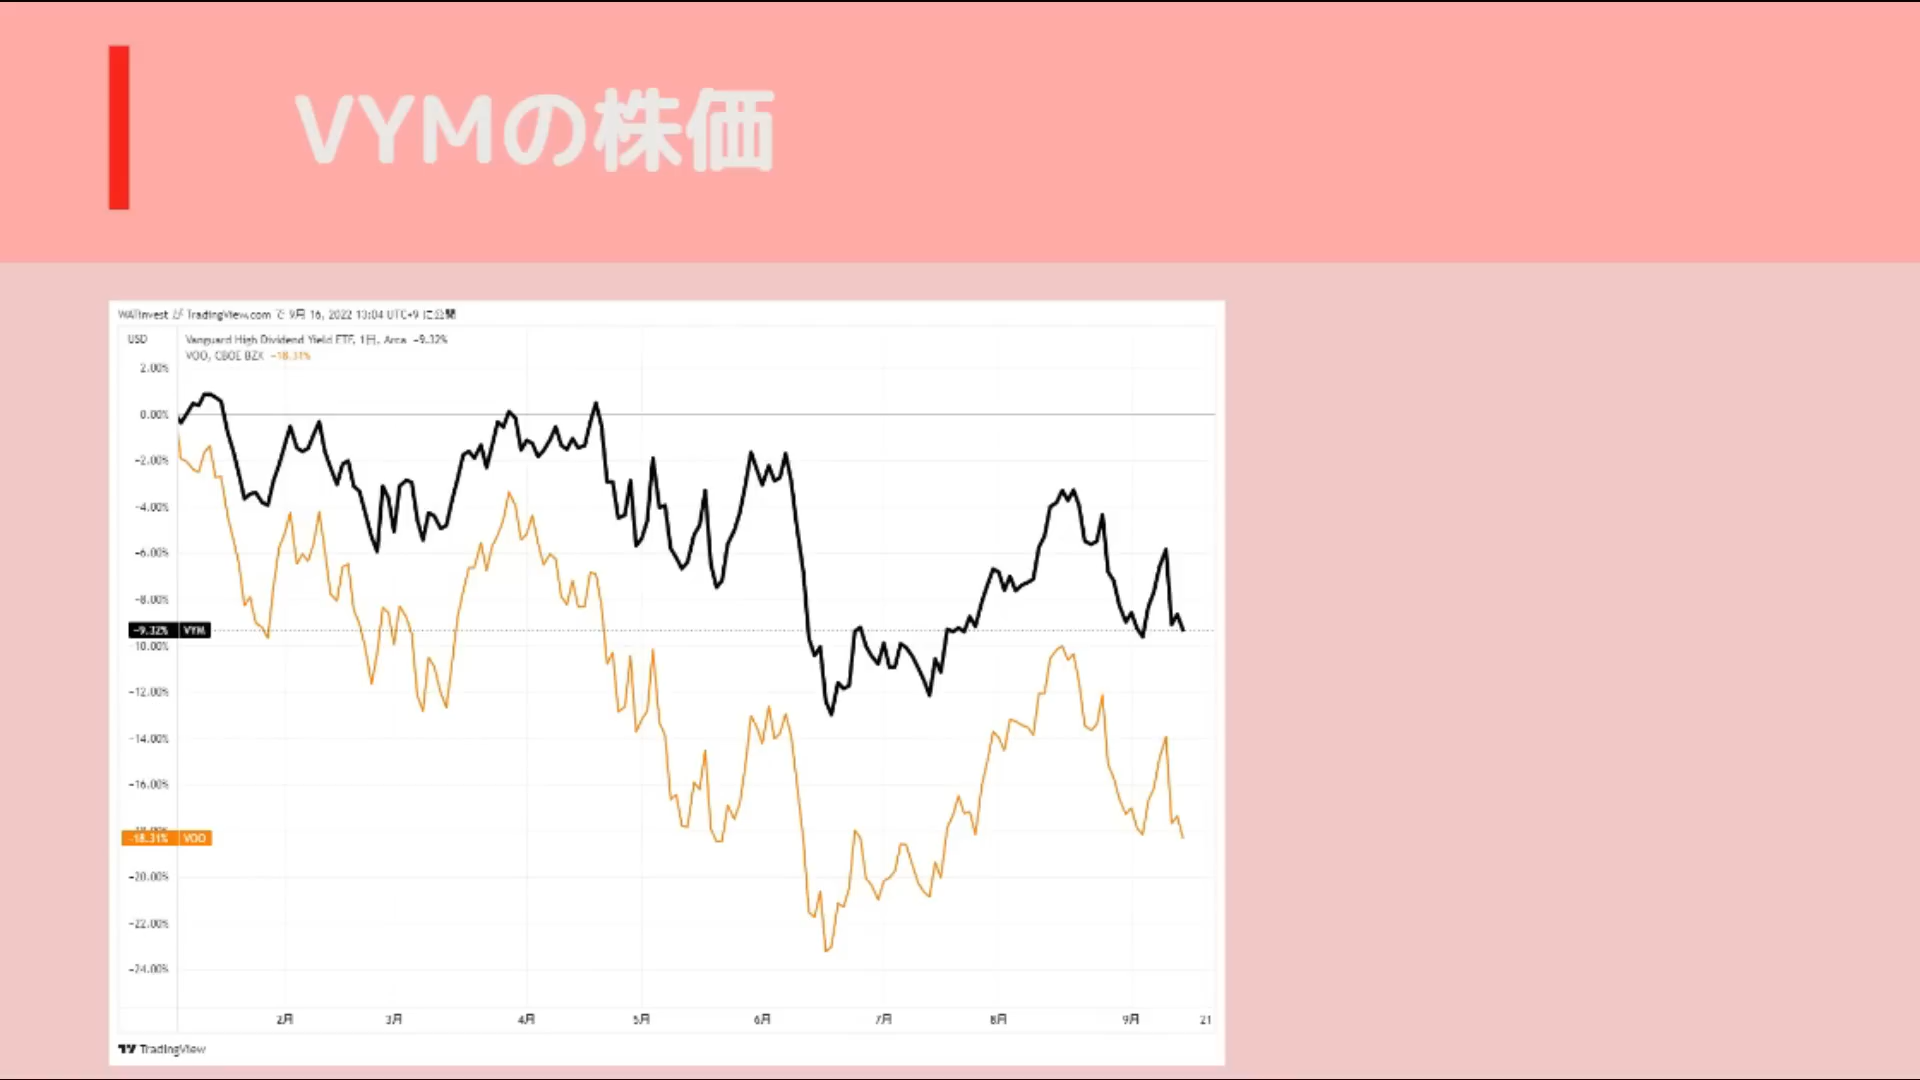 VYMの株価
WATinvest が TradingView.com で 9月 16, 2022 13:04 UTC+9 に公開
USD
Vanguard High Dividend Yield ETF, 1日, Arca −9.32%
VOO, CBOE BZX −18.31%
2.00%
0.00%
−2.00%
−4.00%
−6.00%
−8.00%
−9.32% VYM
−10.00%
−12.00%
−14.00%
−16.00%
−18.31% VOO
−20.00%
−22.00%
−24.00%
2月 3月 4月 5月 6月 7月 8月 9月 21
TradingView